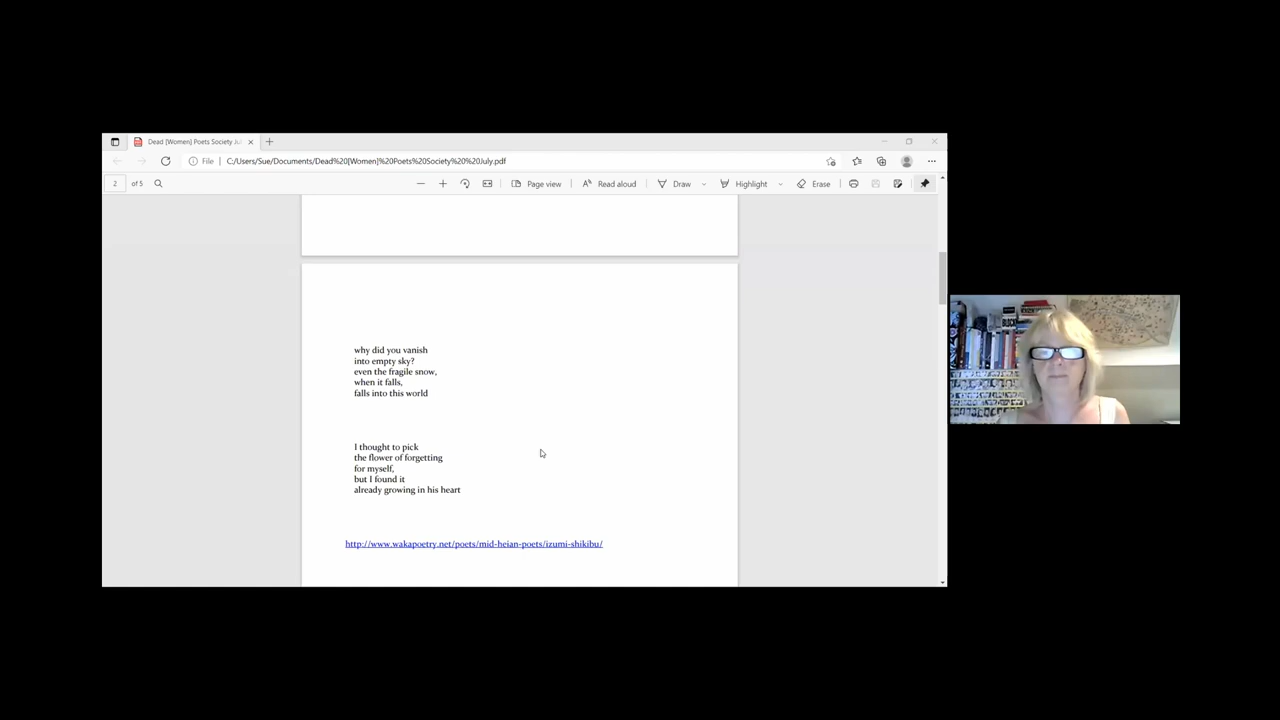 Dead [Women] Poets Society Ju
File
C:/Users/Sue/Documents/Dead%20[Women]%20Poets%20Society%20%20July.pdf
2 of 5
Page view
Read aloud
Draw
Highlight
Erase
why did you vanish
into empty sky?
even the fragile snow,
when it falls,
falls into this world
I thought to pick
the flower of forgetting
for myself,
but I found it
already growing in his heart
http://www.wakapoetry.net/poets/mid-heian-poets/izumi-shikibu/